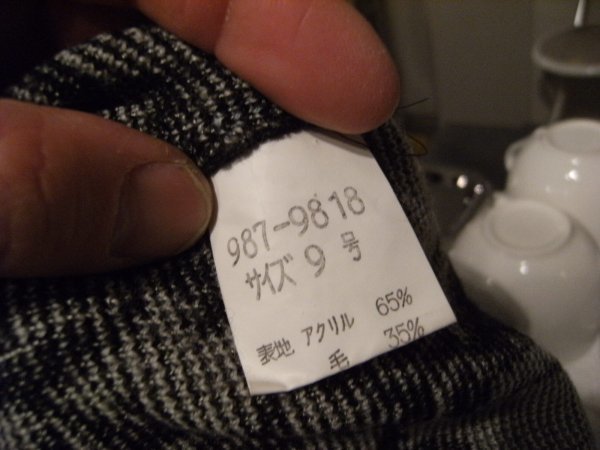 987-9818
サイズ 9 号
表地 アクリル 65%
毛 35%